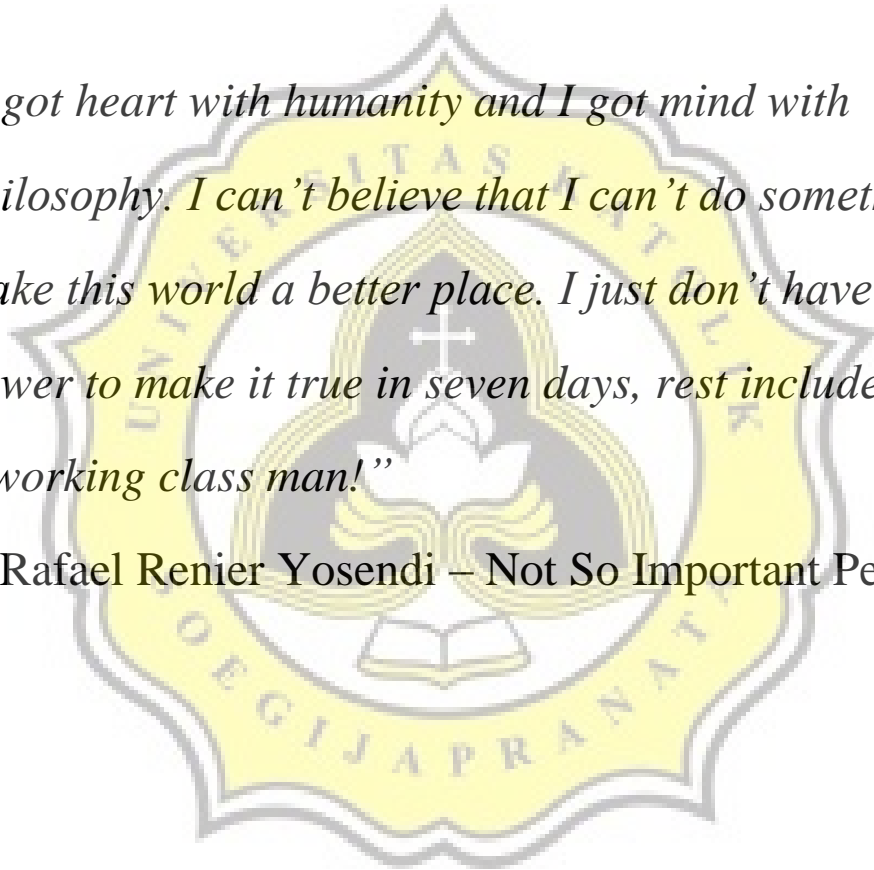 got heart with humanity and I got mind with
ilosophy. I can’t believe that I can’t do somet
ake this world a better place. I just don’t have
wer to make it true in seven days, rest include
working class man!”
Rafael Renier Yosendi – Not So Important Pe
UNIVERSITAS KATOLIK
SOEGIJAPRANATA